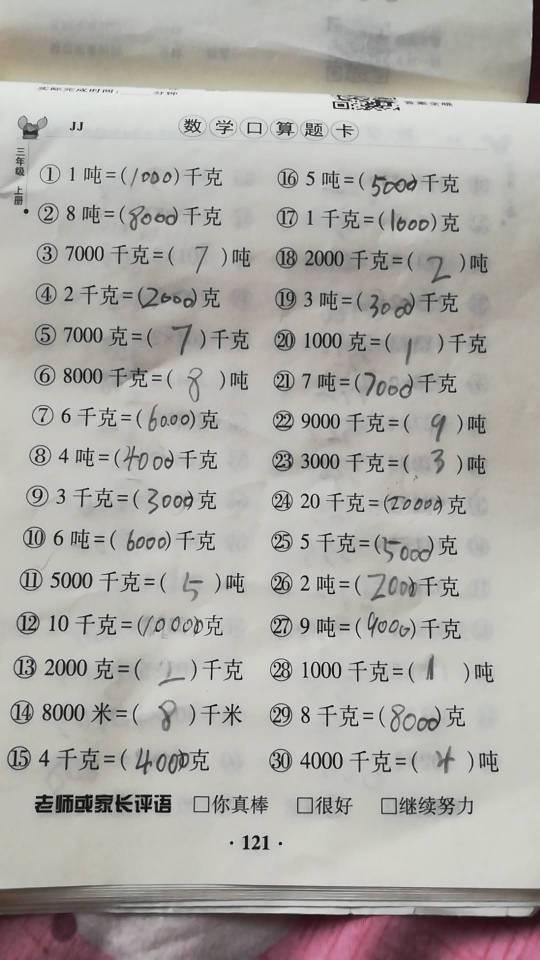 实际完成时间: 分钟
答案全解
JJ
数学口算题卡
三年级 上册
① 1 吨=(1000)千克
② 8 吨=(8000)千克
③ 7000 千克=(7)吨
④ 2 千克=(2000)克
⑤ 7000 克=(7)千克
⑥ 8000 千克=(8)吨
⑦ 6 千克=(6000)克
⑧ 4 吨=(4000)千克
⑨ 3 千克=(3000)克
⑩ 6 吨=(6000)千克
⑪ 5000 千克=(5)吨
⑫ 10 千克=(10000克
⑬ 2000 克=(2)千克
⑭ 8000 米=(8)千米
⑮ 4 千克=(4000克
⑯ 5 吨=(5000)千克
⑰ 1 千克=(1000)克
⑱ 2000 千克=(2)吨
⑲ 3 吨=(3000)千克
⑳ 1000 克=(1)千克
㉑ 7 吨=(7000)千克
㉒ 9000 千克=(9)吨
㉓ 3000 千克=(3)吨
㉔ 20 千克=(20000)克
㉕ 5 千克=(5000)克
㉖ 2 吨=(2000)千克
㉗ 9吨=(9000)千克
㉘ 1000 千克=(1)吨
㉙ 8 千克=(8000)克
㉚ 4000 千克=(4)吨
老师或家长评语 □你真棒 □很好 □继续努力
·121·